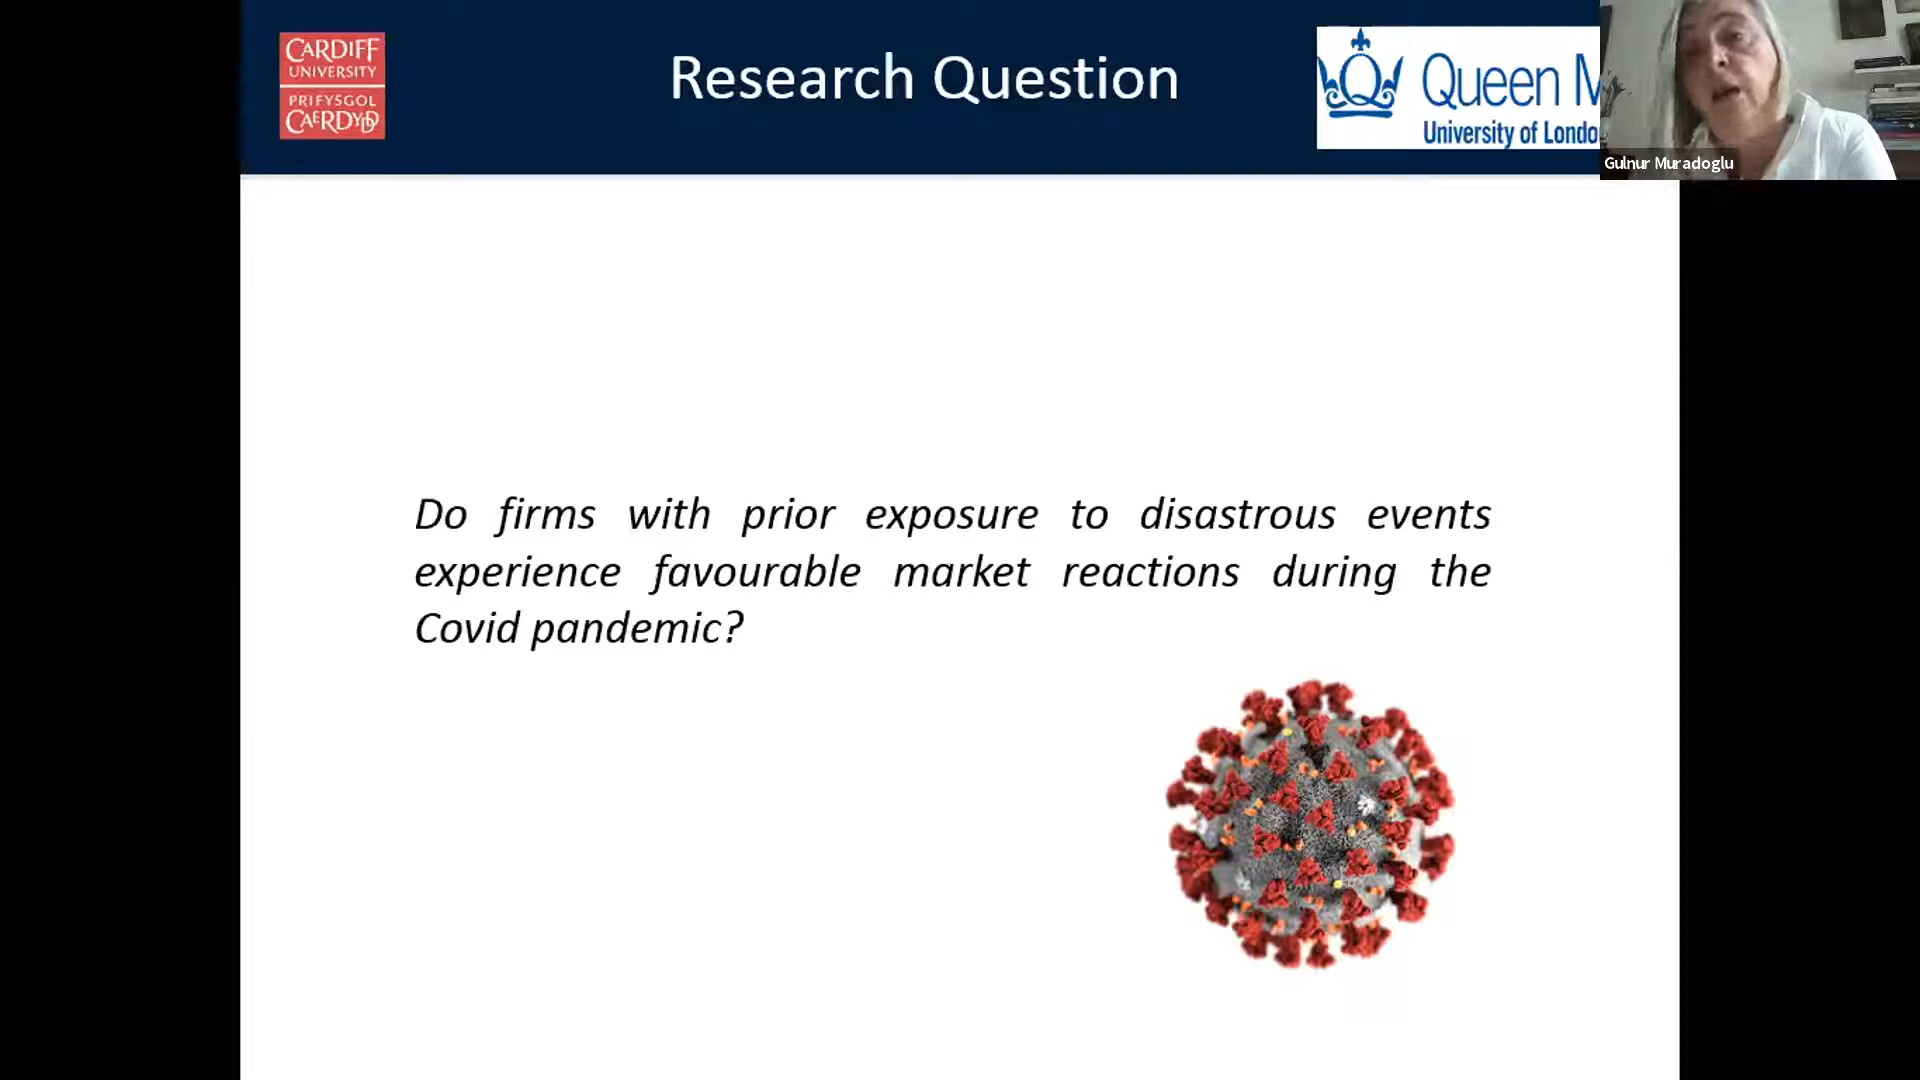 CARDIFF
UNIVERSITY
PRIFYSGOL
CAERDYDD
Research Question
Queen M
University of Londo
Gulnur Muradoglu
Do firms with prior exposure to disastrous events
experience favourable market reactions during the
Covid pandemic?